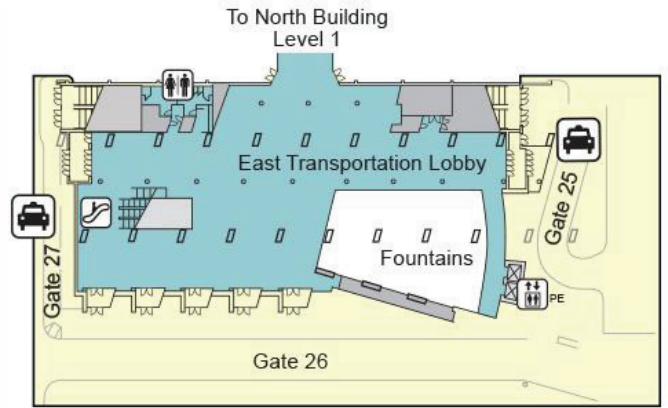 To North Building
Level 1
East Transportation Lobby
Gate 25
Gate 27
Fountains
PE
Gate 26